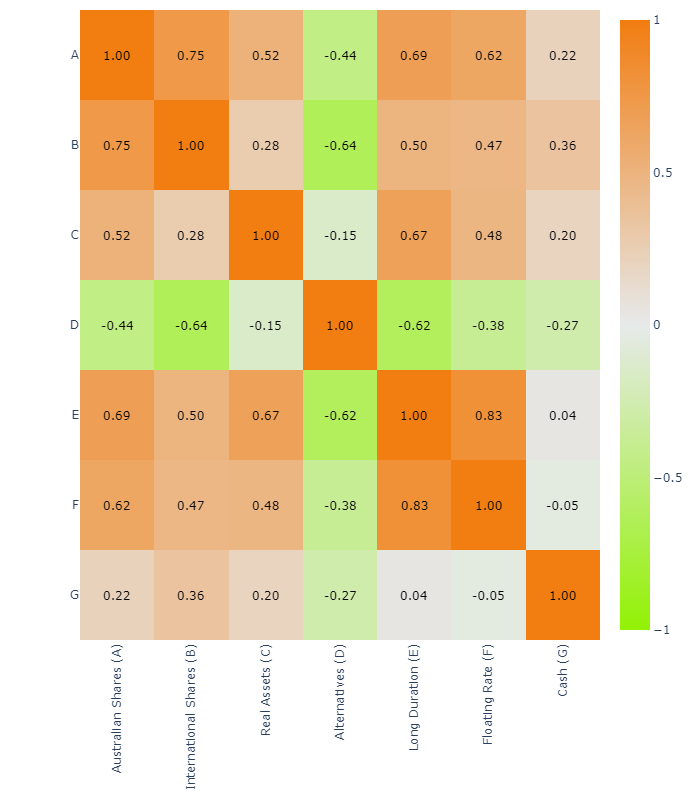 A 1.00 0.75 0.52 -0.44 0.69 0.62 0.22
B 0.75 1.00 0.28 -0.64 0.50 0.47 0.36
C 0.52 0.28 1.00 -0.15 0.67 0.48 0.20
D -0.44 -0.64 -0.15 1.00 -0.62 -0.38 -0.27
E 0.69 0.50 0.67 -0.62 1.00 0.83 0.04
F 0.62 0.47 0.48 -0.38 0.83 1.00 -0.05
G 0.22 0.36 0.20 -0.27 0.04 -0.05 1.00
Australian Shares (A)
International Shares (B)
Real Assets (C)
Alternatives (D)
Long Duration (E)
Floating Rate (F)
Cash (G)
1
0.5
0
−0.5
−1